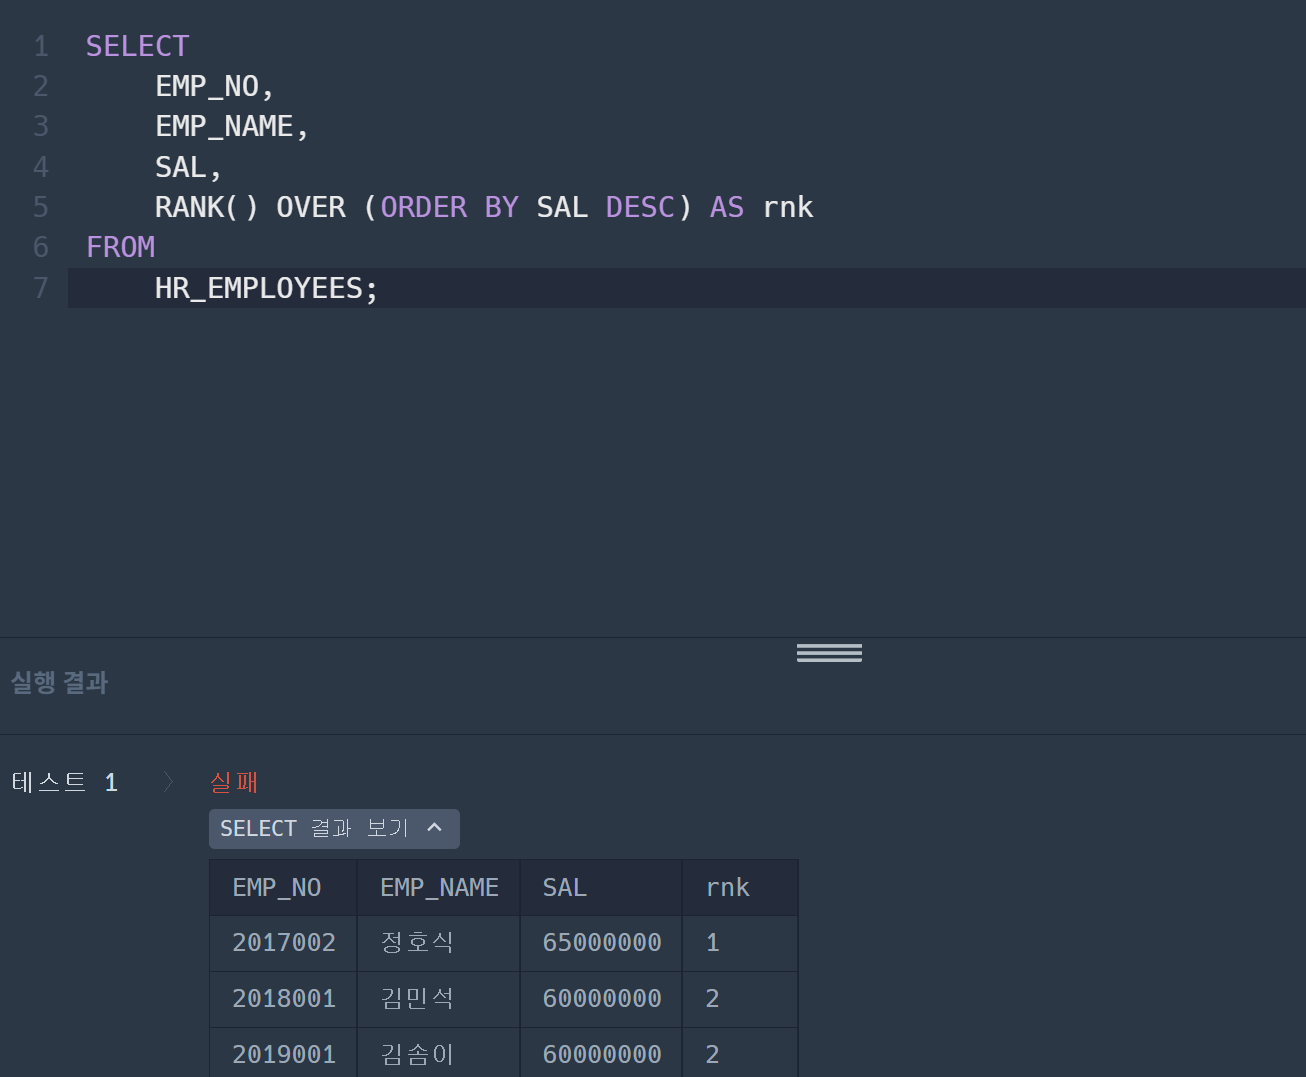 1 SELECT
2 EMP_NO,
3 EMP_NAME,
4 SAL,
5 RANK() OVER (ORDER BY SAL DESC) AS rnk
6 FROM
7 HR_EMPLOYEES;
실행 결과
테스트 1 〉 실패
SELECT 결과 보기
EMP_NO EMP_NAME SAL rnk
2017002 정호식 65000000 1
2018001 김민석 60000000 2
2019001 김솜이 60000000 2